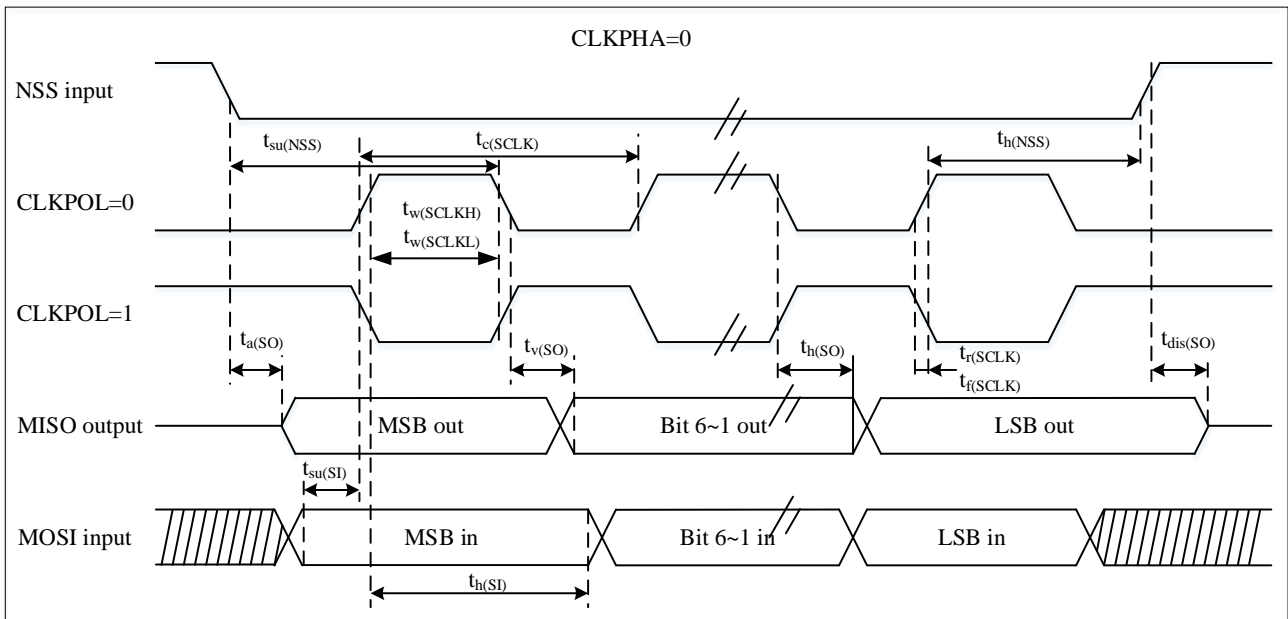 CLKPHA=0
NSS input
tsu(NSS)
tc(SCLK)
th(NSS)
CLKPOL=0
tw(SCLKH)
tw(SCLKL)
CLKPOL=1
ta(SO)
tv(SO)
th(SO)
tr(SCLK)
tf(SCLK)
tdis(SO)
MISO output
MSB out
Bit 6~1 out
LSB out
tsu(SI)
MOSI input
MSB in
Bit 6~1 in
LSB in
th(SI)